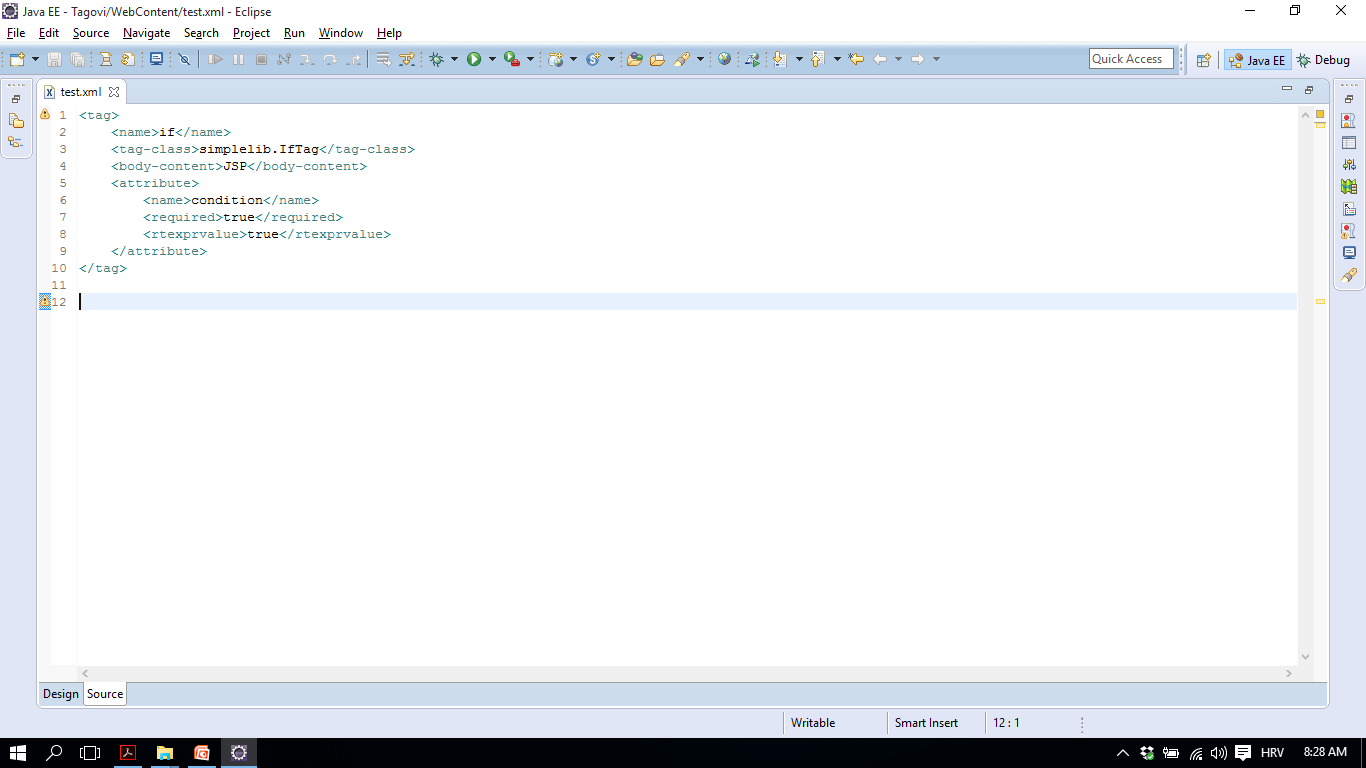 Java EE - Tagovi/WebContent/test.xml - Eclipse
File Edit Source Navigate Search Project Run Window Help
Quick Access Java EE Debug
test.xml
1 <tag>
2 <name>if</name>
3 <tag-class>simplelib.IfTag</tag-class>
4 <body-content>JSP</body-content>
5 <attribute>
6 <name>condition</name>
7 <required>true</required>
8 <rtexprvalue>true</rtexprvalue>
9 </attribute>
10 </tag>
11
12
Design Source
Writable Smart Insert 12 : 1
HRV 8:28 AM